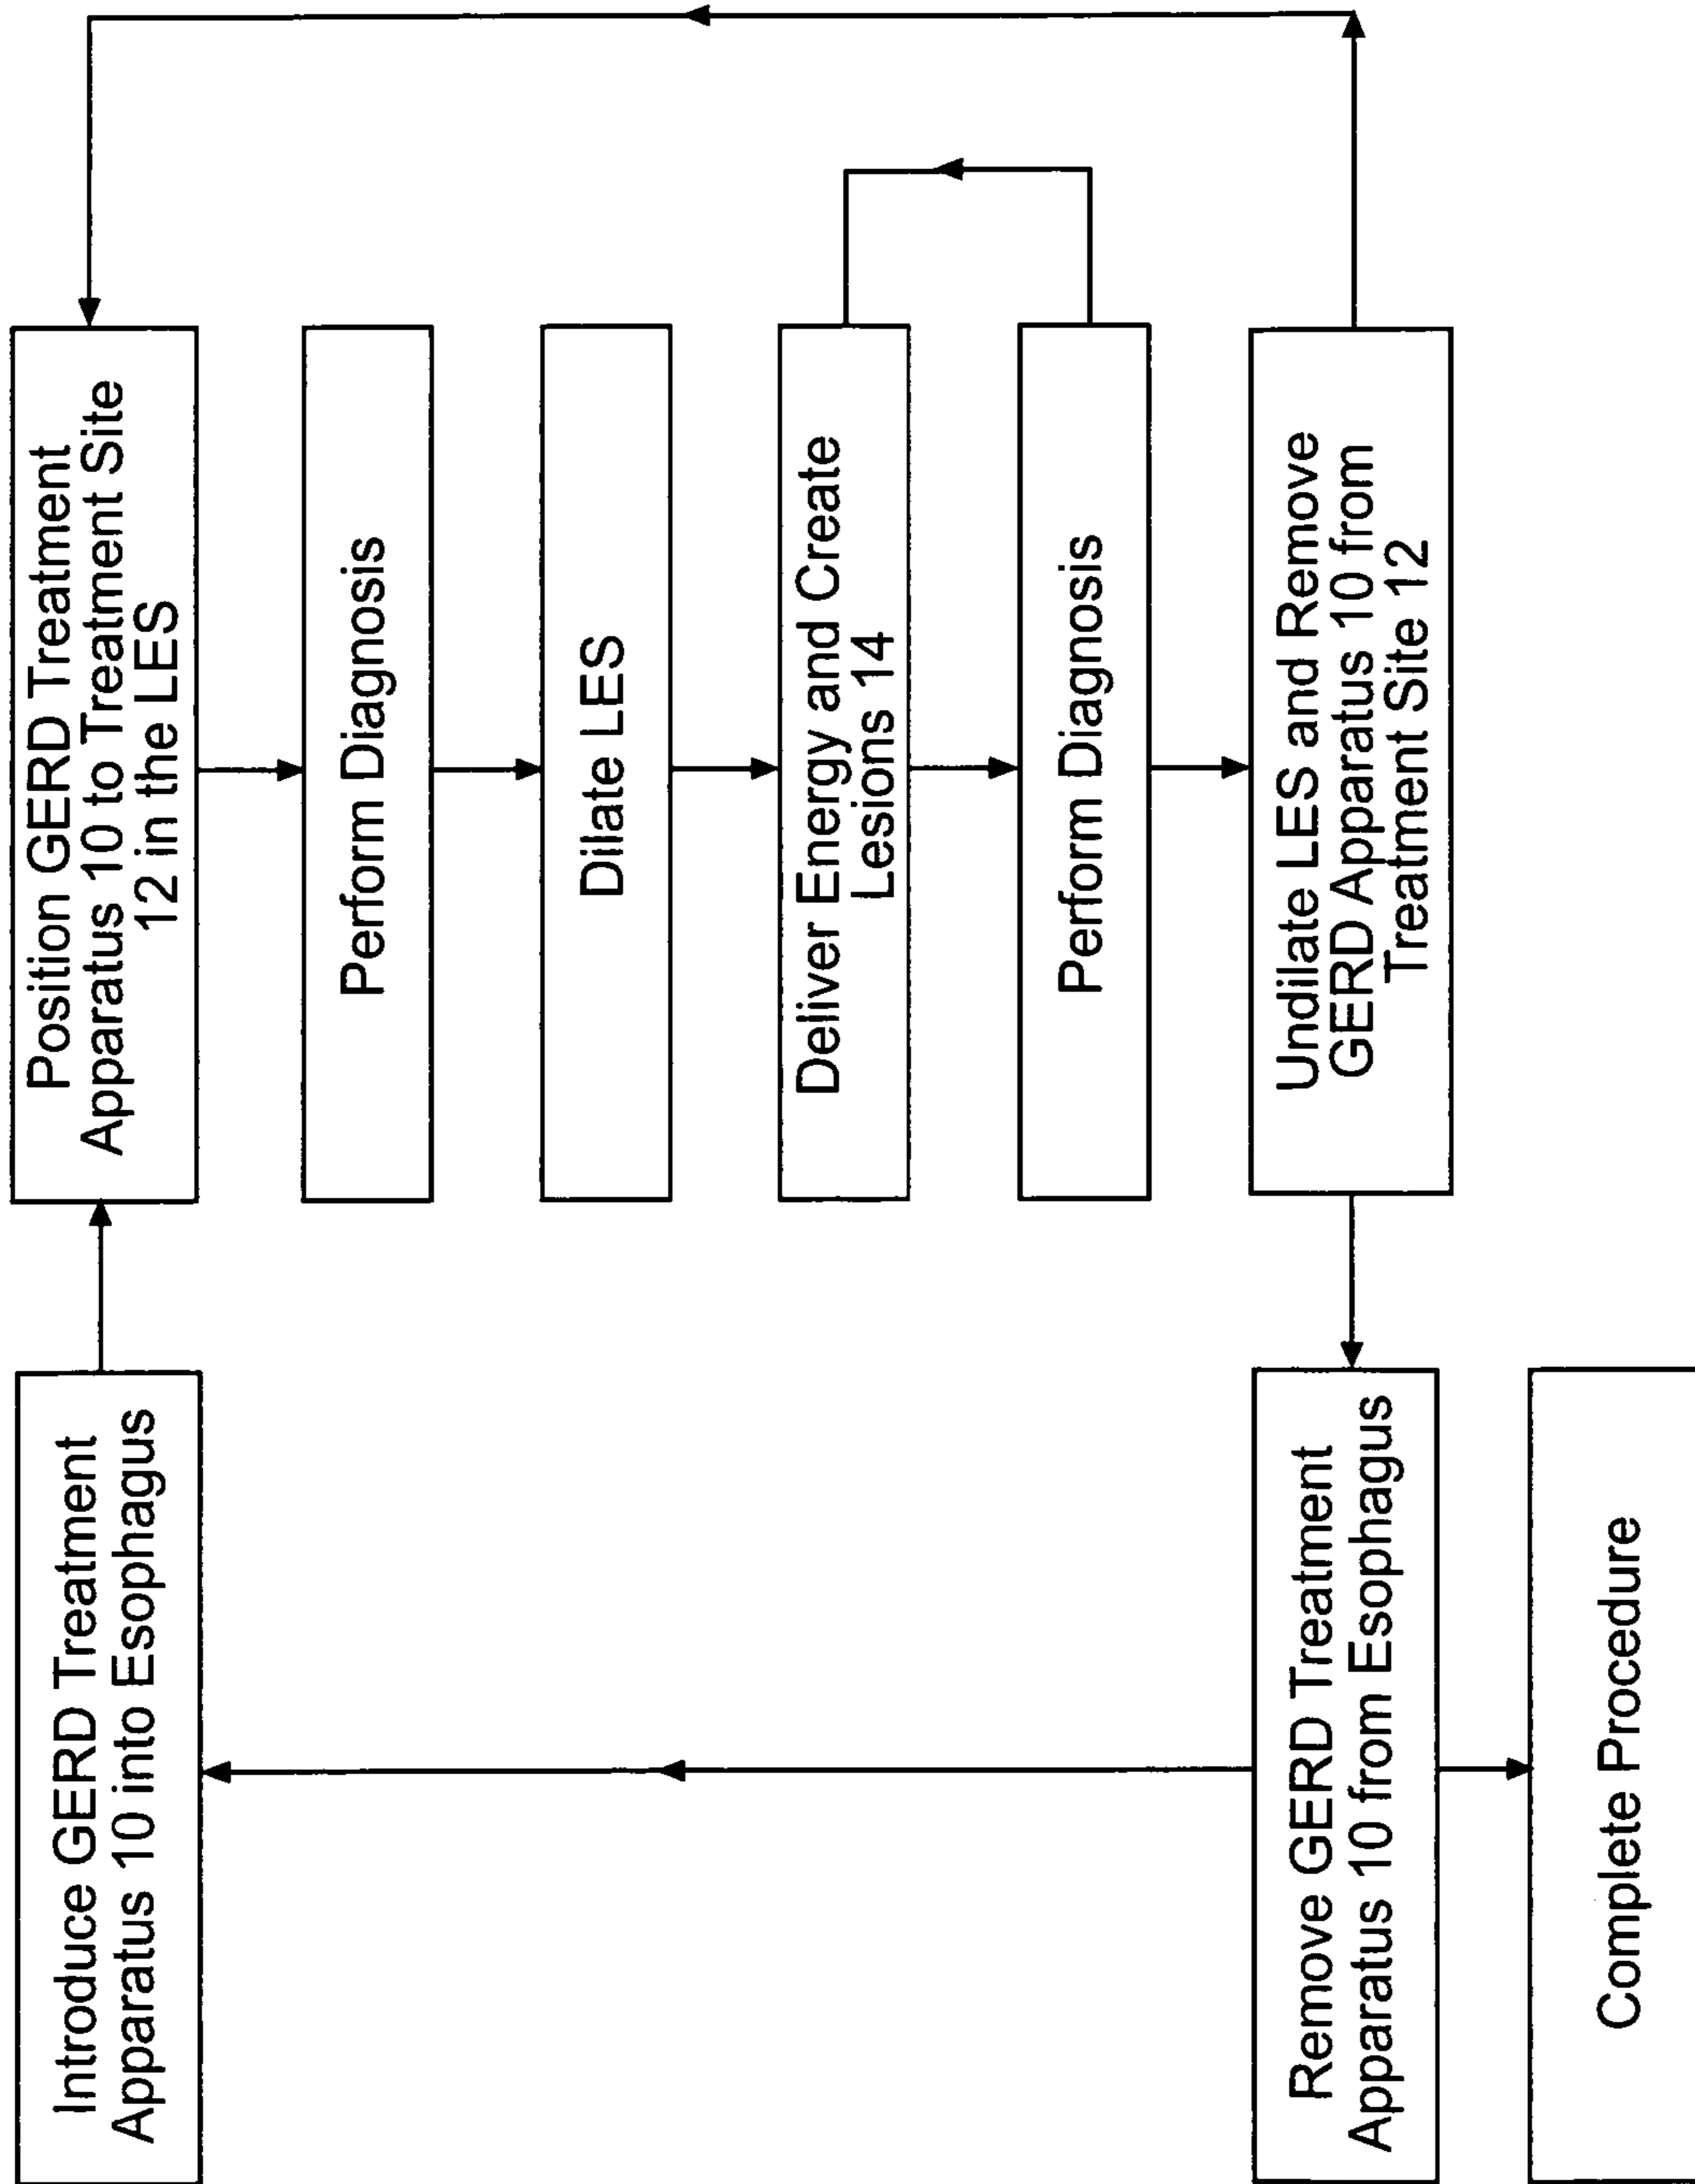 Introduce GERD Treatment
Apparatus 10 into Esophagus
Position GERD Treatment
Apparatus 10 to Treatment Site
12 in the LES
Perform Diagnosis
Dilate LES
Deliver Energy and Create
Lesions 14
Perform Diagnosis
Undilate LES and Remove
GERD Apparatus 10 from
Treatment Site 12
Remove GERD Treatment
Apparatus 10 from Esophagus
Complete Procedure